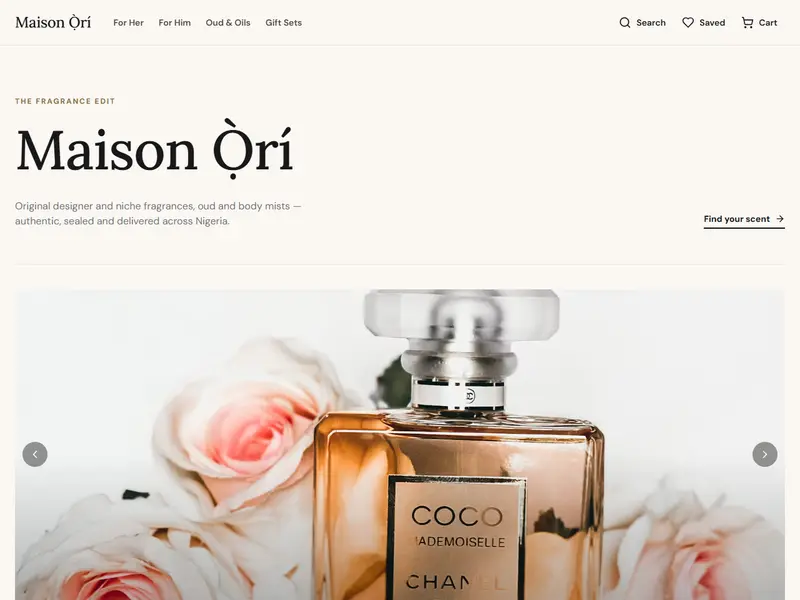 Maison Òrí
For Her
For Him
Oud & Oils
Gift Sets
Search
Saved
Cart
THE FRAGRANCE EDIT
Maison Ọ̀rí
Original designer and niche fragrances, oud and body mists —
authentic, sealed and delivered across Nigeria.
Find your scent
COCO
MADEMOISELLE
CHANEL